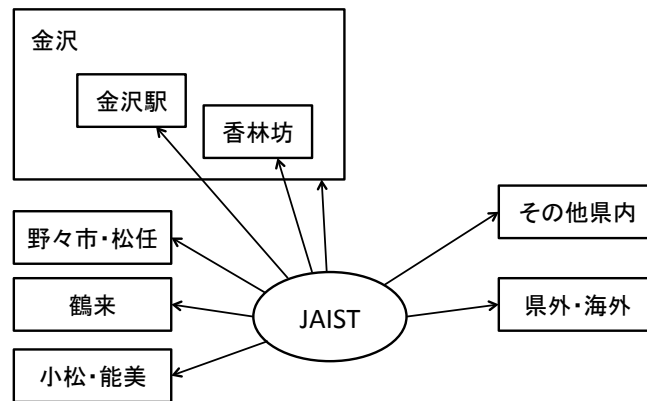 金沢
金沢駅
香林坊
野々市・松任
鶴来
小松・能美
JAIST
その他県内
県外・海外